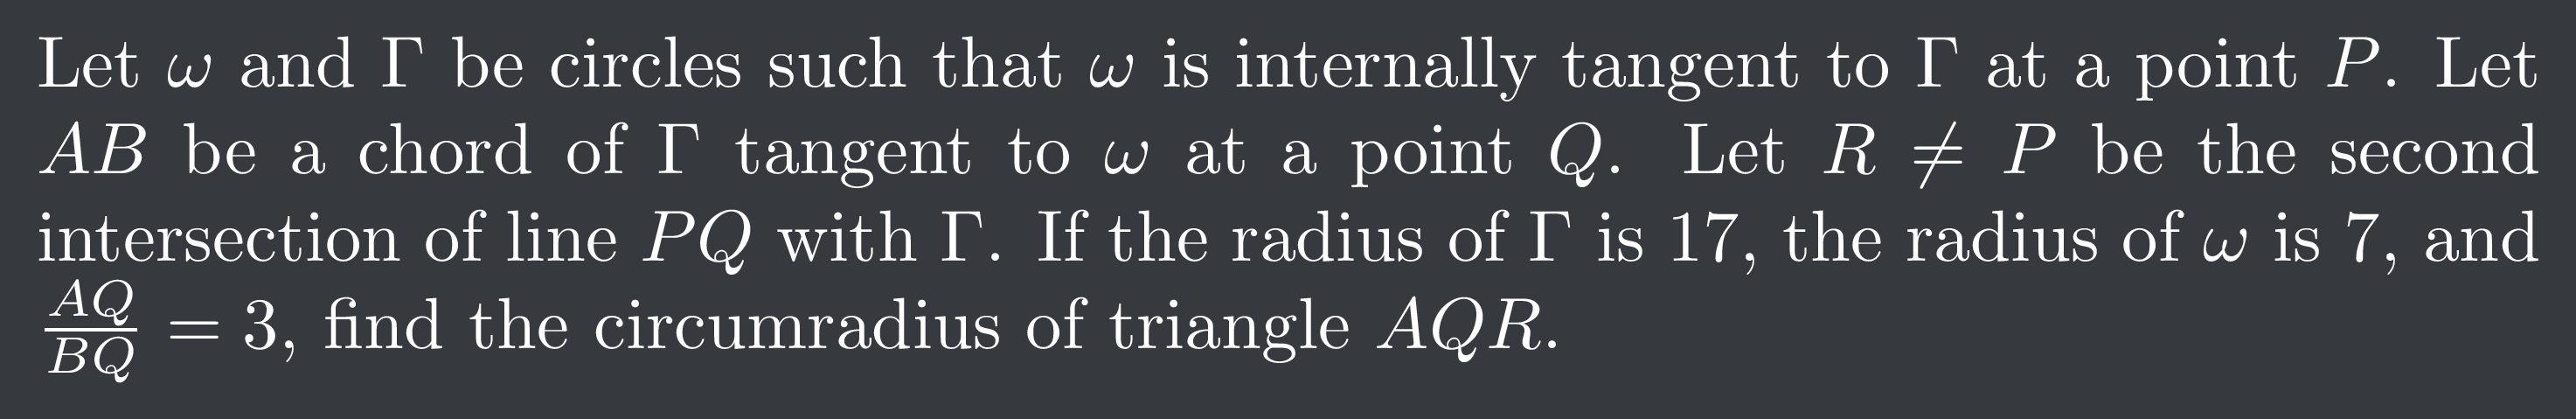 Let ω and Γ be circles such that ω is internally tangent to Γ at a point P. Let
AB be a chord of Γ tangent to ω at a point Q. Let R ≠ P be the second
intersection of line PQ with Γ. If the radius of Γ is 17, the radius of ω is 7, and
AQ/BQ = 3, find the circumradius of triangle AQR.